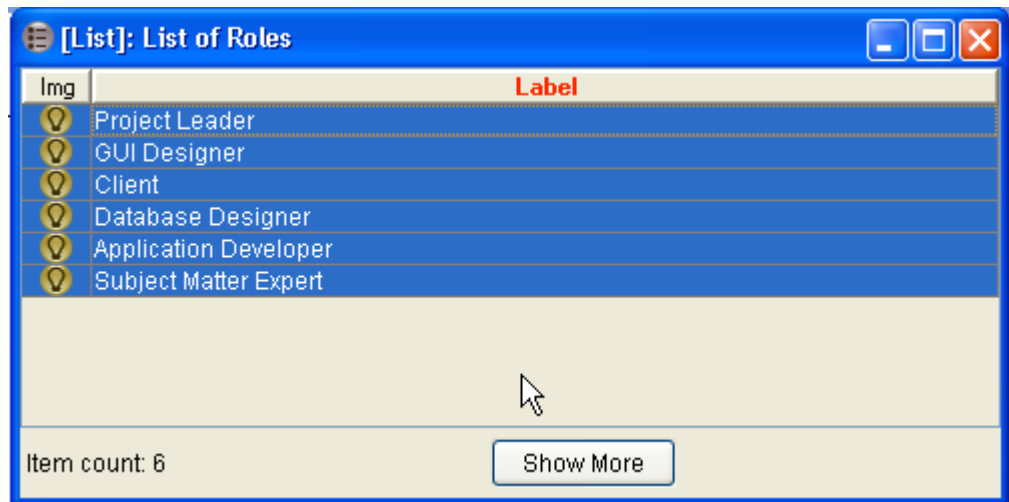 [List]: List of Roles
Img Label
Project Leader
GUI Designer
Client
Database Designer
Application Developer
Subject Matter Expert
Item count: 6 Show More